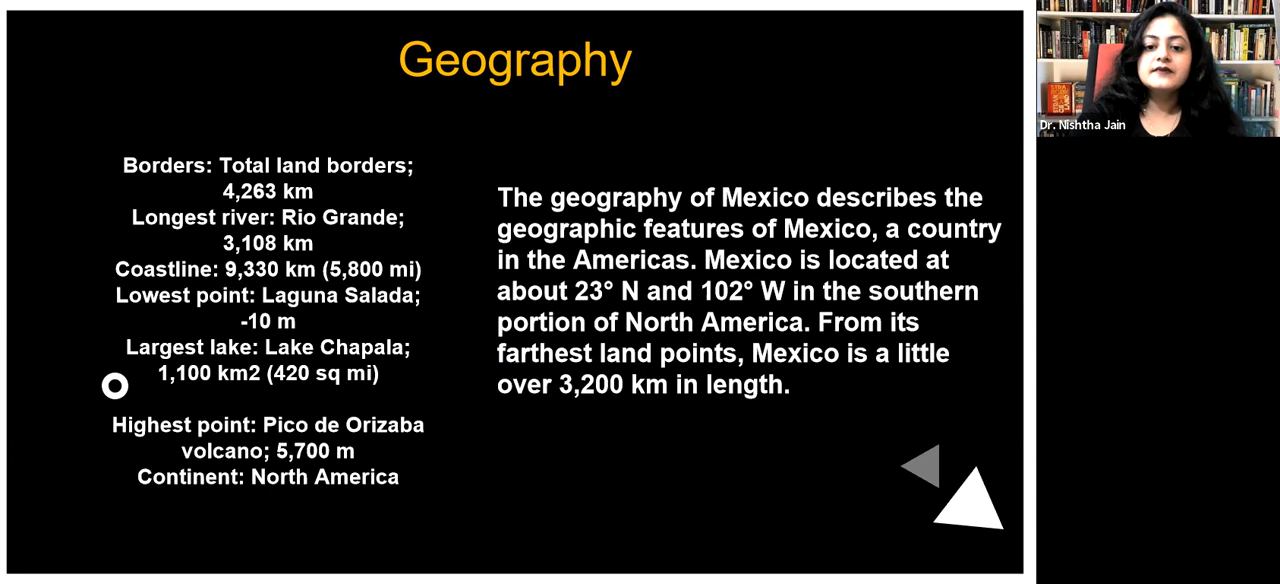 Geography
Borders: Total land borders;
4,263 km
Longest river: Rio Grande;
3,108 km
Coastline: 9,330 km (5,800 mi)
Lowest point: Laguna Salada;
-10 m
Largest lake: Lake Chapala;
1,100 km2 (420 sq mi)
Highest point: Pico de Orizaba
volcano; 5,700 m
Continent: North America
The geography of Mexico describes the
geographic features of Mexico, a country
in the Americas. Mexico is located at
about 23° N and 102° W in the southern
portion of North America. From its
farthest land points, Mexico is a little
over 3,200 km in length.
Dr. Nishtha Jain